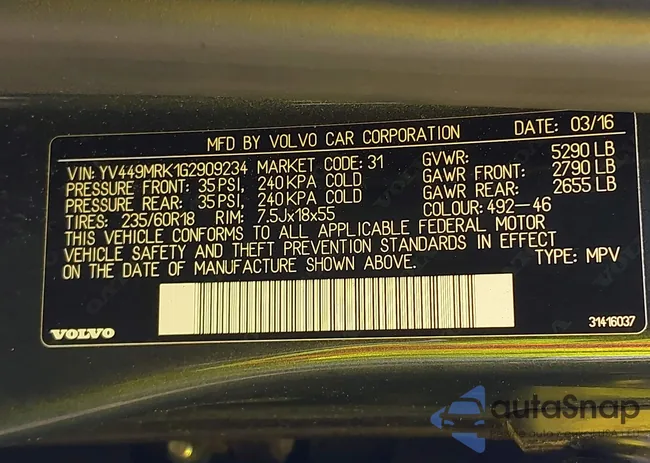 MFD BY VOLVO CAR CORPORATION DATE: 03/16
VIN: YV449MRK1G2909234 MARKET CODE: 31 GVWR: 5290 LB
PRESSURE FRONT: 35 PSI, 240 KPA COLD GAWR FRONT: 2790 LB
PRESSURE REAR: 35 PSI, 240 KPA COLD GAWR REAR: 2655 LB
TIRES: 235/60R18 RIM: 7.5Jx18x55 COLOUR: 492-46
THIS VEHICLE CONFORMS TO ALL APPLICABLE FEDERAL MOTOR
VEHICLE SAFETY AND THEFT PREVENTION STANDARDS IN EFFECT
ON THE DATE OF MANUFACTURE SHOWN ABOVE. TYPE: MPV
VOLVO 31416037
autoSnap